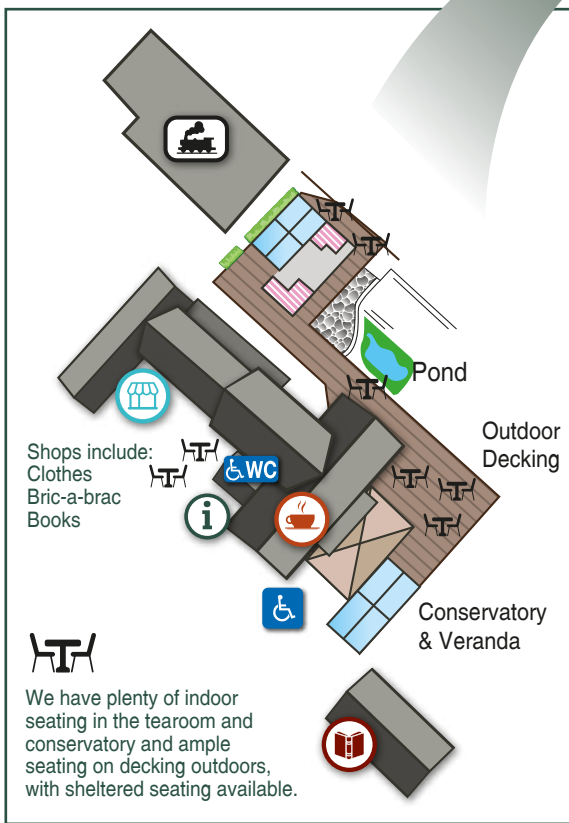 Pond
Outdoor
Decking
Shops include:
Clothes
Bric-a-brac
Books
WC
i
Conservatory
& Veranda
We have plenty of indoor
seating in the tearoom and
conservatory and ample
seating on decking outdoors,
with sheltered seating available.